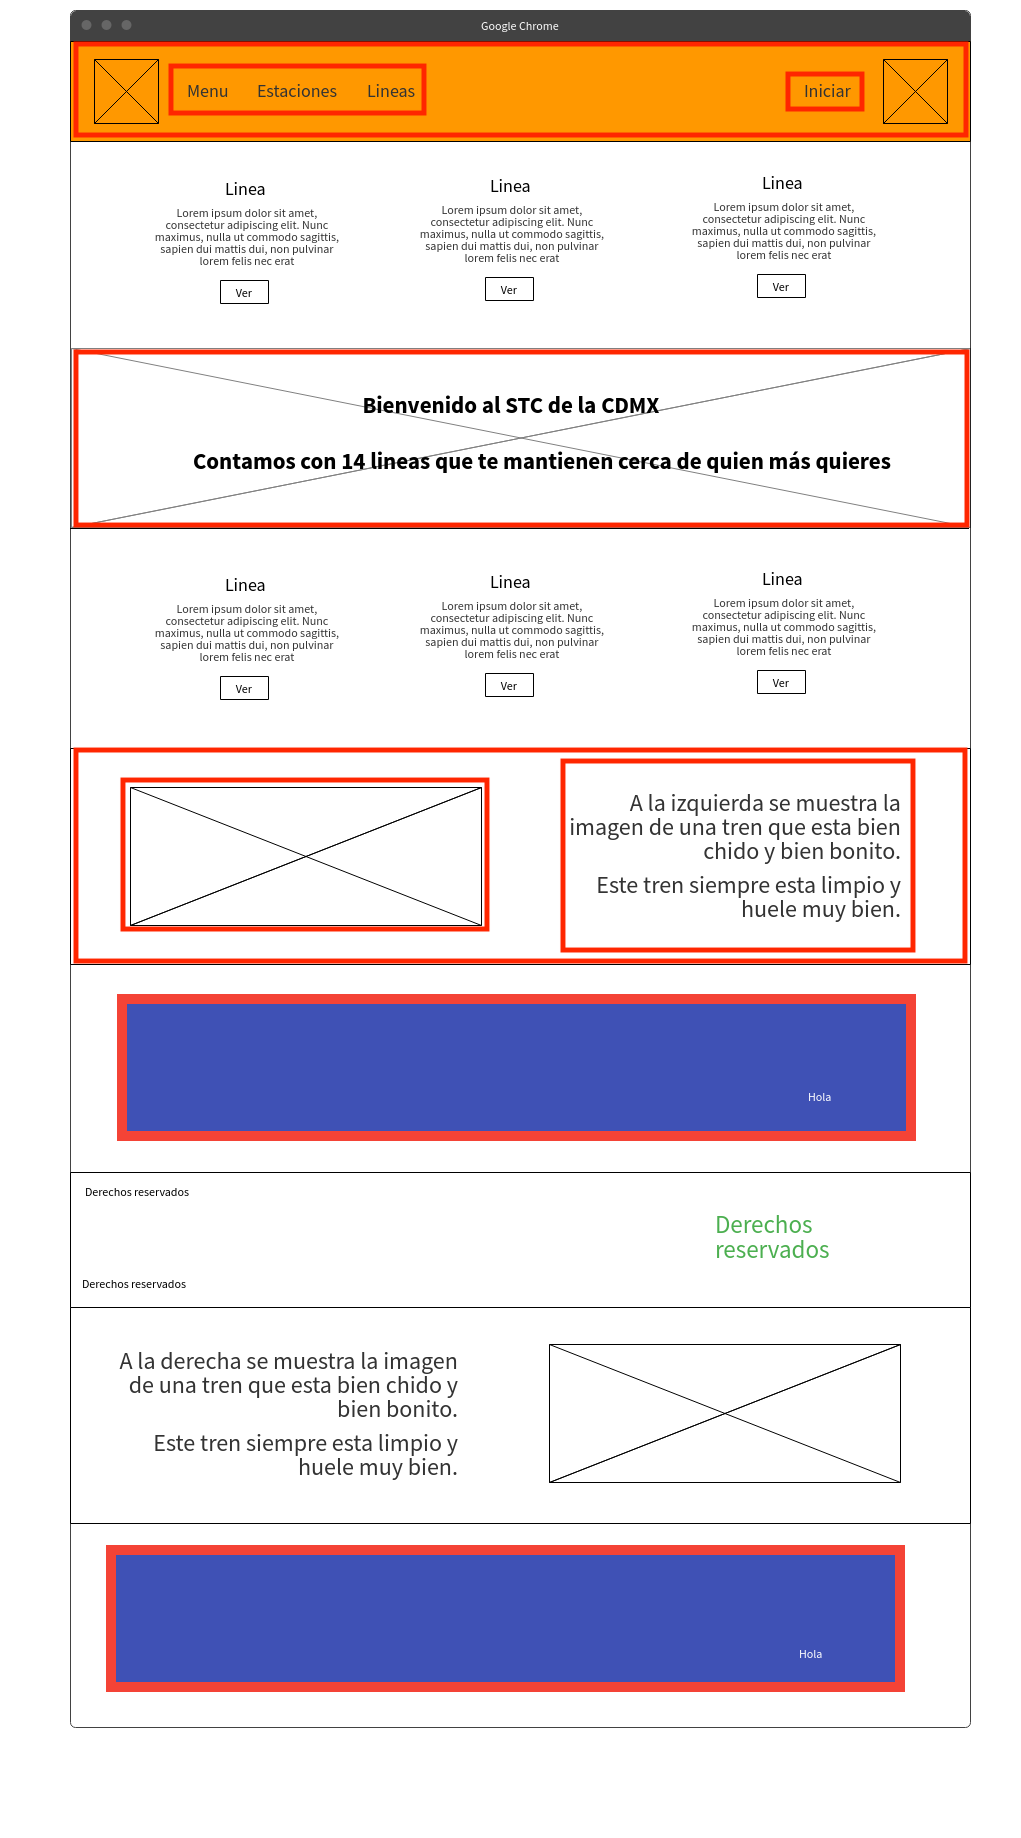 Google Chrome
Menu Estaciones Lineas Iniciar
Linea
Lorem ipsum dolor sit amet,
consectetur adipiscing elit. Nunc
maximus, nulla ut commodo sagittis,
sapien dui mattis dui, non pulvinar
lorem felis nec erat
Ver
Linea
Lorem ipsum dolor sit amet,
consectetur adipiscing elit. Nunc
maximus, nulla ut commodo sagittis,
sapien dui mattis dui, non pulvinar
lorem felis nec erat
Ver
Linea
Lorem ipsum dolor sit amet,
consectetur adipiscing elit. Nunc
maximus, nulla ut commodo sagittis,
sapien dui mattis dui, non pulvinar
lorem felis nec erat
Ver
Bienvenido al STC de la CDMX
Contamos con 14 lineas que te mantienen cerca de quien más quieres
Linea
Lorem ipsum dolor sit amet,
consectetur adipiscing elit. Nunc
maximus, nulla ut commodo sagittis,
sapien dui mattis dui, non pulvinar
lorem felis nec erat
Ver
Linea
Lorem ipsum dolor sit amet,
consectetur adipiscing elit. Nunc
maximus, nulla ut commodo sagittis,
sapien dui mattis dui, non pulvinar
lorem felis nec erat
Ver
Linea
Lorem ipsum dolor sit amet,
consectetur adipiscing elit. Nunc
maximus, nulla ut commodo sagittis,
sapien dui mattis dui, non pulvinar
lorem felis nec erat
Ver
A la izquierda se muestra la
imagen de una tren que esta bien
chido y bien bonito.
Este tren siempre esta limpio y
huele muy bien.
Hola
Derechos reservados
Derechos
reservados
Derechos reservados
A la derecha se muestra la imagen
de una tren que esta bien chido y
bien bonito.
Este tren siempre esta limpio y
huele muy bien.
Hola